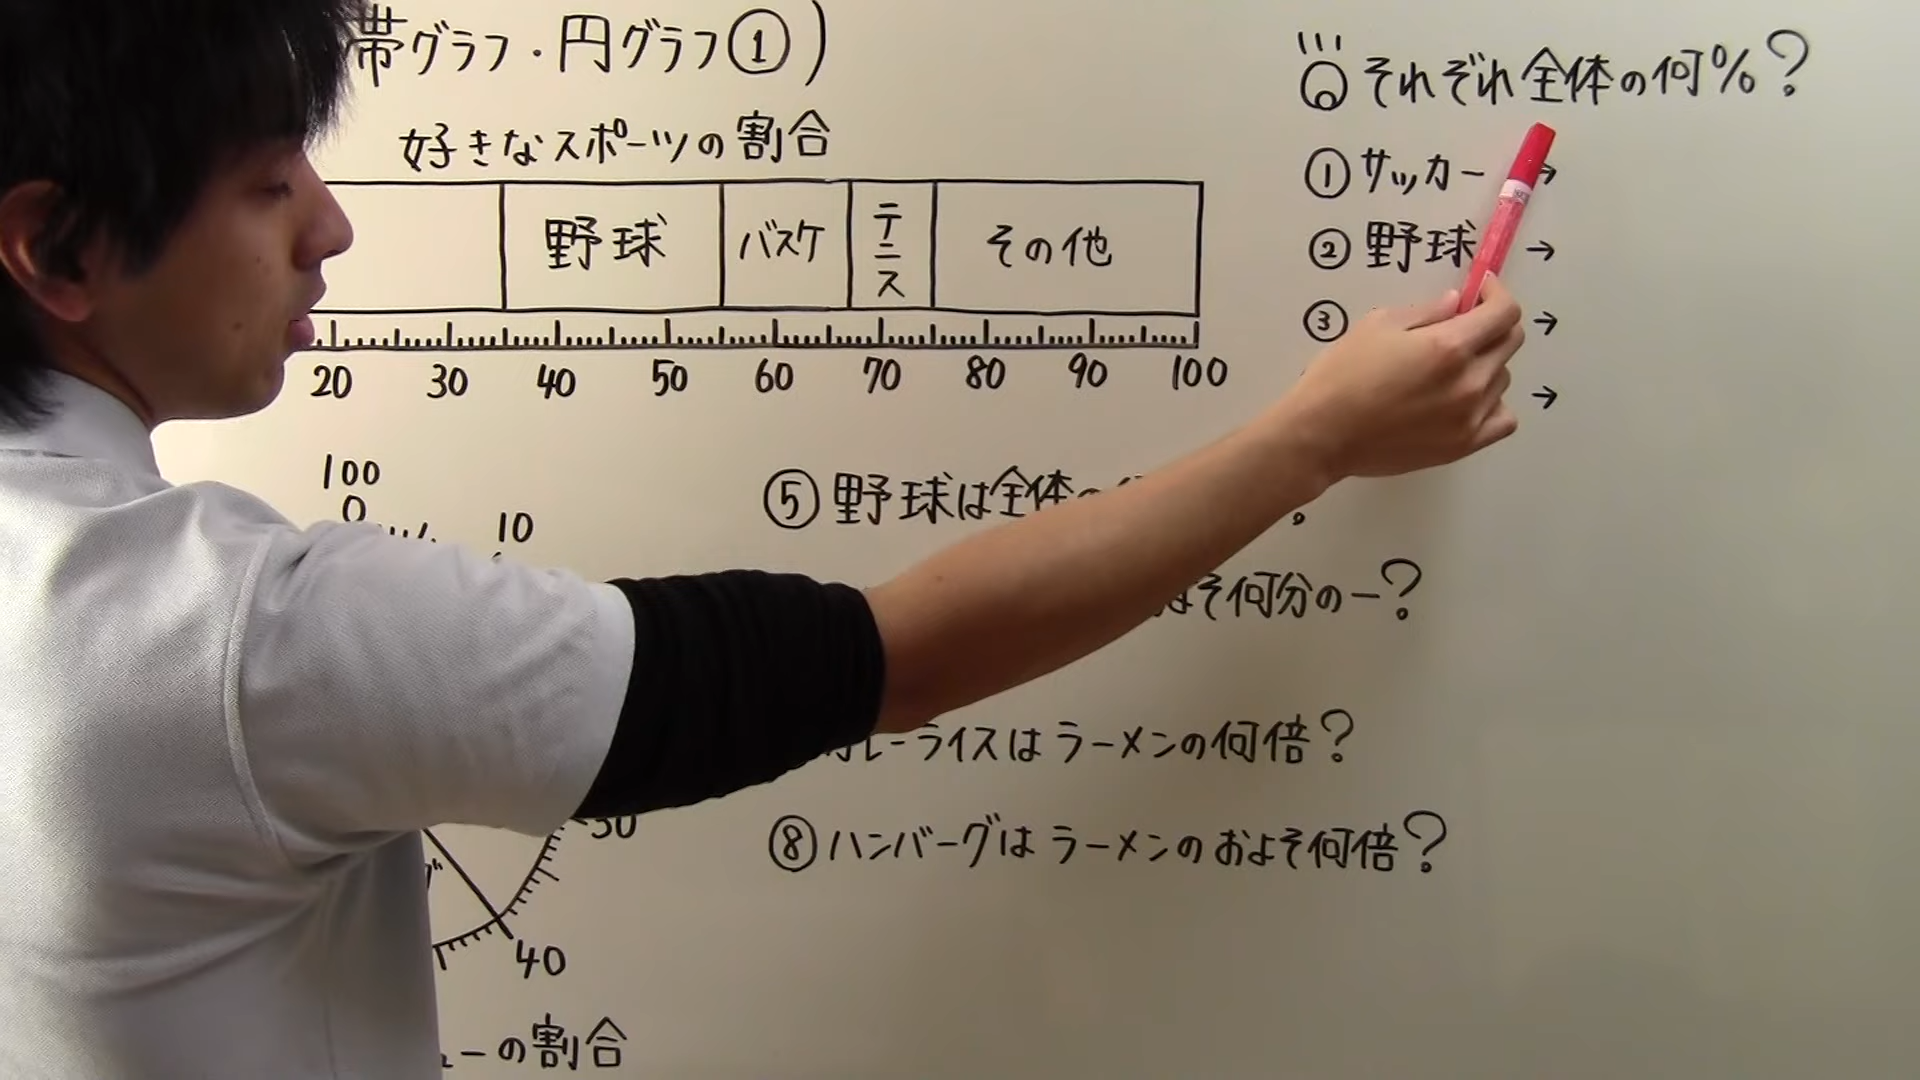 帯グラフ・円グラフ①)
好きなスポーツの割合
野球 バスケ テニス その他
20 30 40 50 60 70 80 90 100
それぞれ全体の何%?
①サッカー→
②野球→
③ →
→
100
0
10
30
40
ーの割合
⑤野球は全体の
およそ何分の一?
カレーライスはラーメンの何倍?
⑧ハンバーグはラーメンのおよそ何倍?